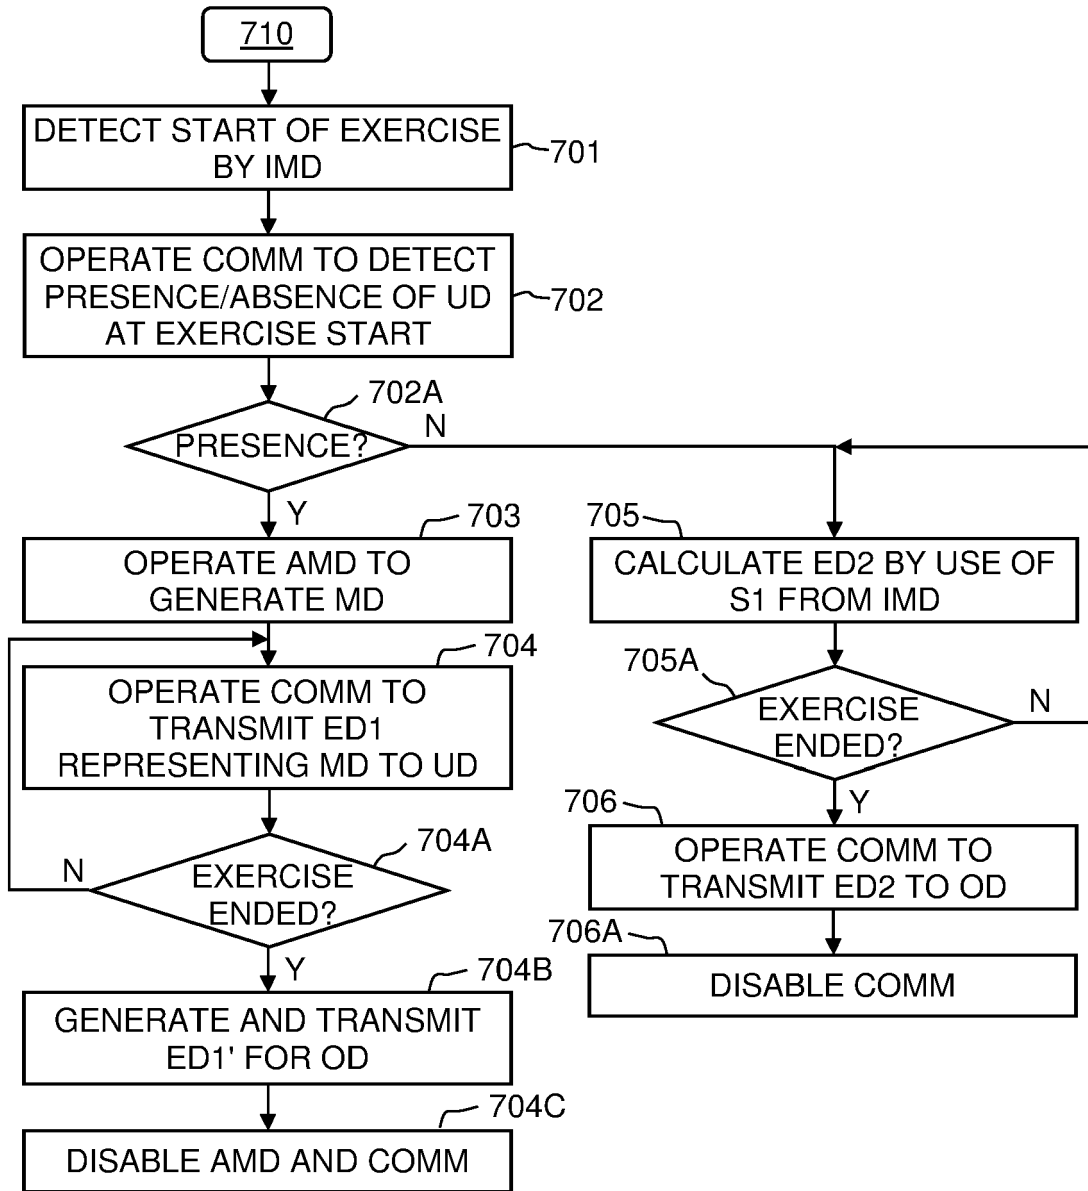 710
DETECT START OF EXERCISE
BY IMD
701
OPERATE COMM TO DETECT
PRESENCE/ABSENCE OF UD
AT EXERCISE START
702
702A
PRESENCE?
N
Y
703
OPERATE AMD TO
GENERATE MD
704
OPERATE COMM TO
TRANSMIT ED1
REPRESENTING MD TO UD
704A
EXERCISE
ENDED?
N
Y
704B
GENERATE AND TRANSMIT
ED1' FOR OD
704C
DISABLE AMD AND COMM
705
CALCULATE ED2 BY USE OF
S1 FROM IMD
705A
EXERCISE
ENDED?
N
Y
706
OPERATE COMM TO
TRANSMIT ED2 TO OD
706A
DISABLE COMM